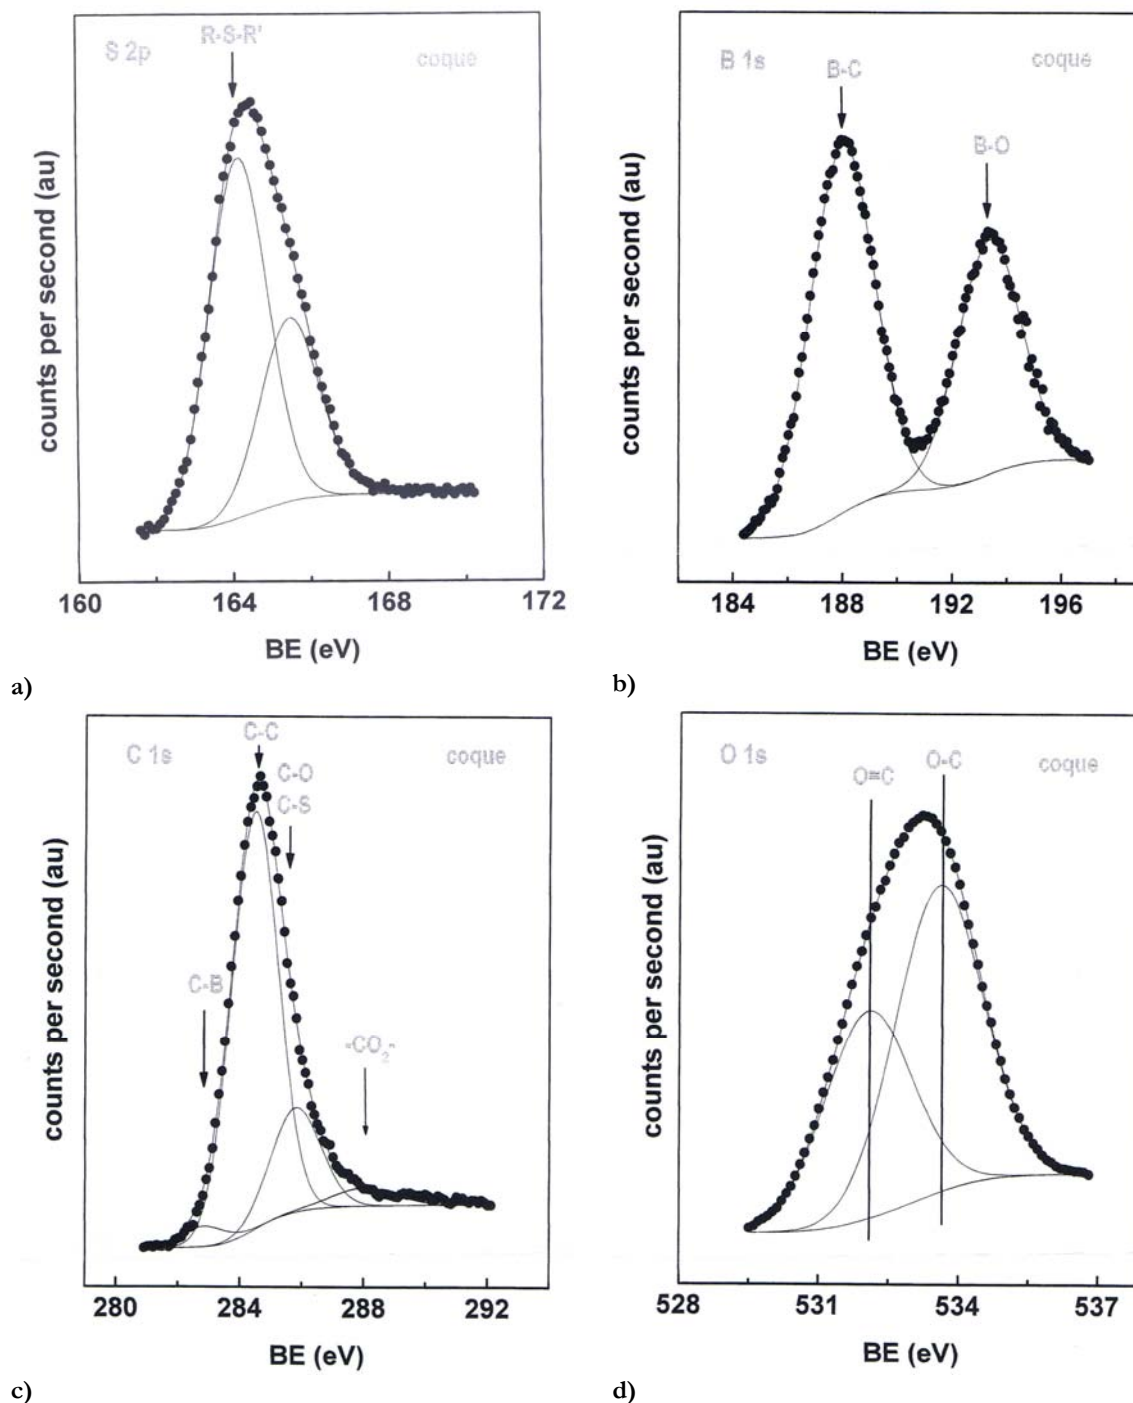 S 2p
R-S-R'
coque
counts per second (au)
160 164 168 172
BE (eV)
a)
B 1s
B-C
B-O
coque
counts per second (au)
184 188 192 196
BE (eV)
b)
C 1s
C-C
C-O
C-S
C-B
-CO2-
coque
counts per second (au)
280 284 288 292
BE (eV)
c)
O 1s
O=C
O-C
coque
counts per second (au)
528 531 534 537
BE (eV)
d)